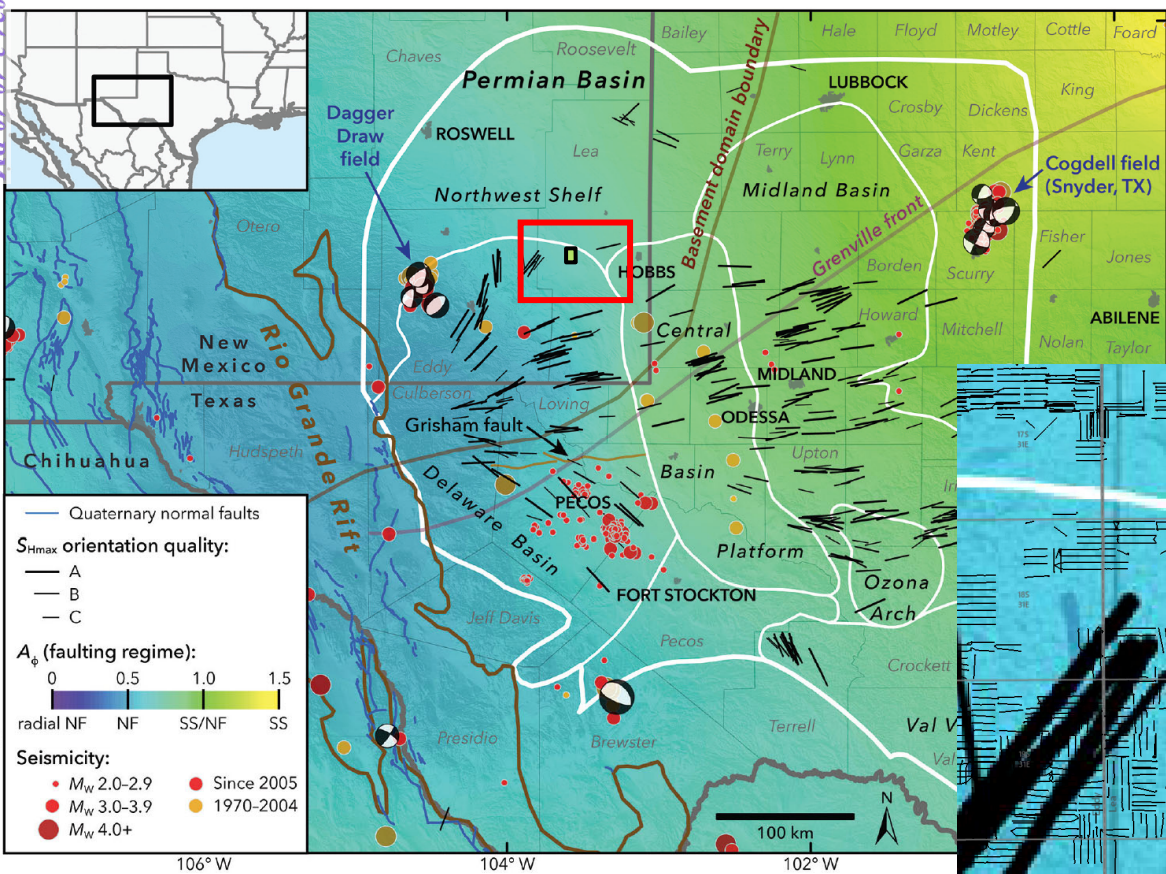 Bailey
Hale
Floyd
Motley
Cottle
Foard
Chaves
Roosevelt
Permian Basin
LUBBOCK
King
Crosby
Dickens
Dagger
Draw
field
ROSWELL
Basement domain boundary
Lea
Terry
Lynn
Garza
Kent
Cogdell field
(Snyder, TX)
Northwest Shelf
Midland Basin
Otero
Grenville front
Fisher
Jones
HOBBS
Borden
Scurry
Howard
Mitchell
ABILENE
Nolan
Taylor
New
Mexico
Texas
Rio Grande Rift
Eddy
Culberson
Loving
Central
MIDLAND
Grisham fault
ODESSA
Chihuahua
Hudspeth
Upton
Delaware
Basin
PECOS
Basin
Platform
Ozona
Arch
FORT STOCKTON
Jeff Davis
Pecos
Crockett
Presidio
Brewster
Terrell
Val V
Val
Quaternary normal faults
SHmax orientation quality:
A
B
C
Aϕ (faulting regime):
0 0.5 1.0 1.5
radial NF NF SS/NF SS
Seismicity:
Mw 2.0–2.9
Mw 3.0–3.9
Mw 4.0+
Since 2005
1970–2004
N
100 km
106°W
104°W
102°W
17S
31E
18S
31E